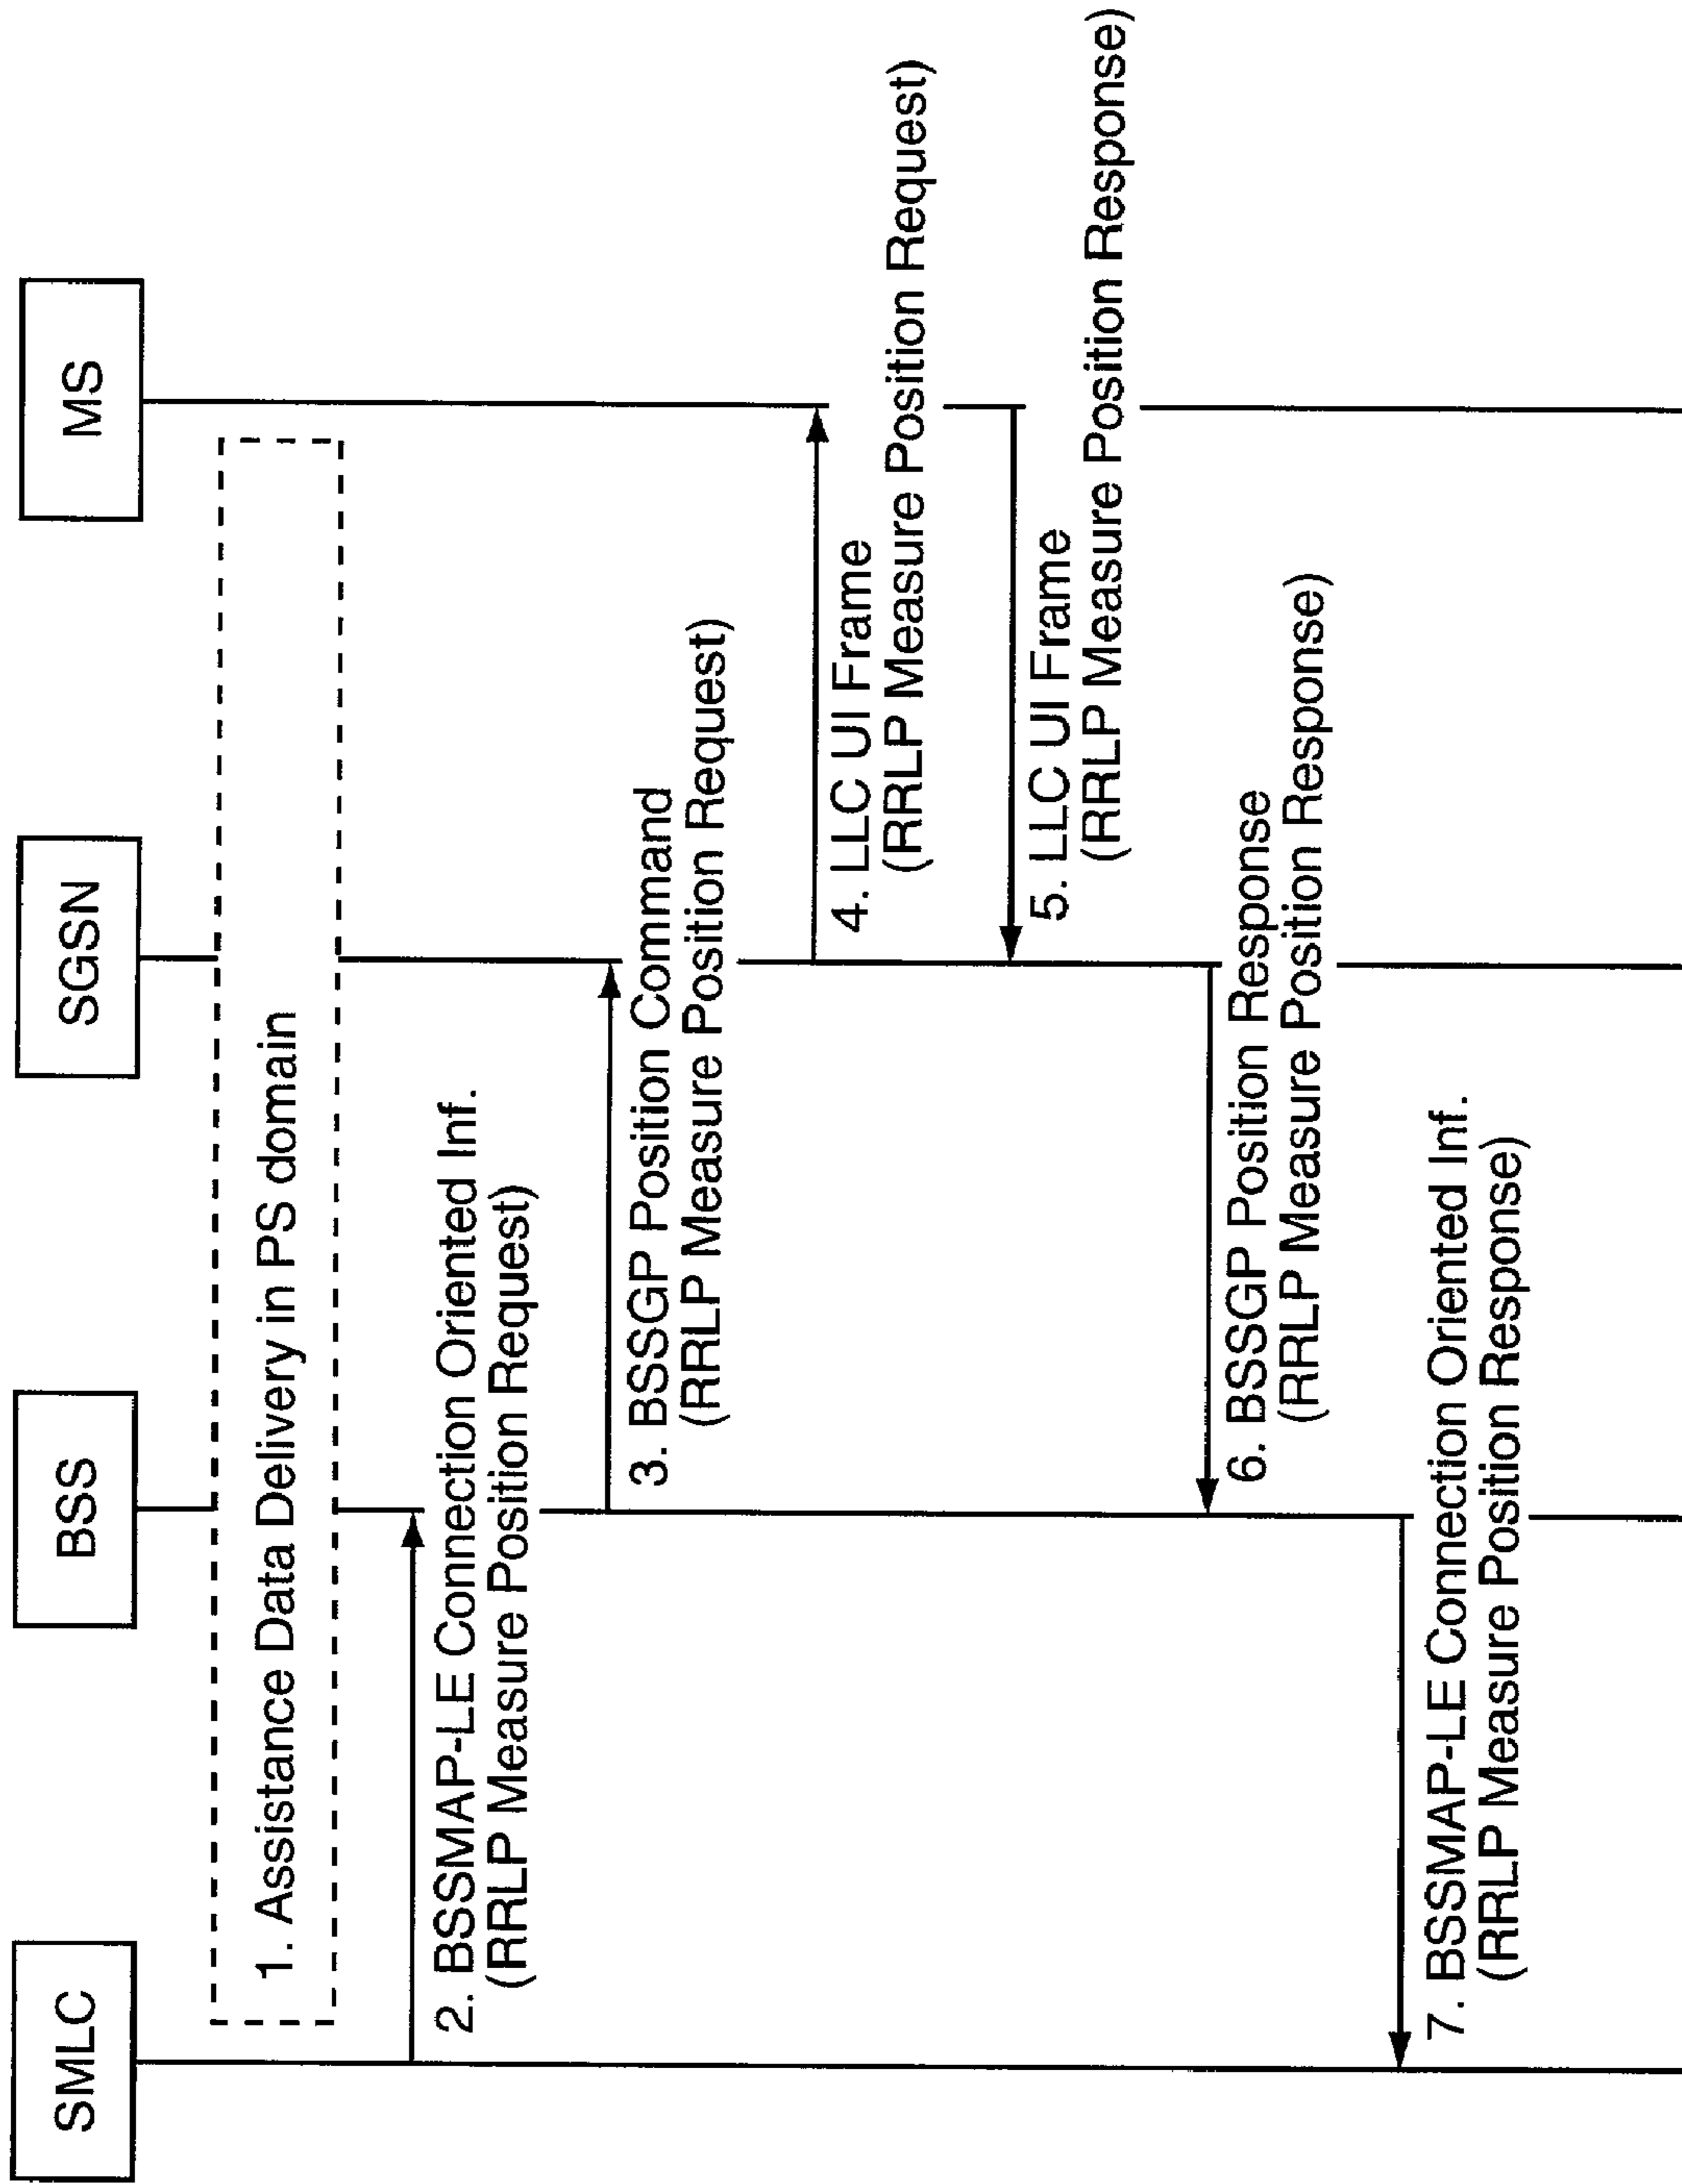 SMLC
BSS
SGSN
MS
1. Assistance Data Delivery in PS domain
2. BSSMAP-LE Connection Oriented Inf.
(RRLP Measure Position Request)
3. BSSGP Position Command
(RRLP Measure Position Request)
4. LLC UI Frame
(RRLP Measure Position Request)
5. LLC UI Frame
(RRLP Measure Position Response)
6. BSSGP Position Response
(RRLP Measure Position Response)
7. BSSMAP-LE Connection Oriented Inf.
(RRLP Measure Position Response)